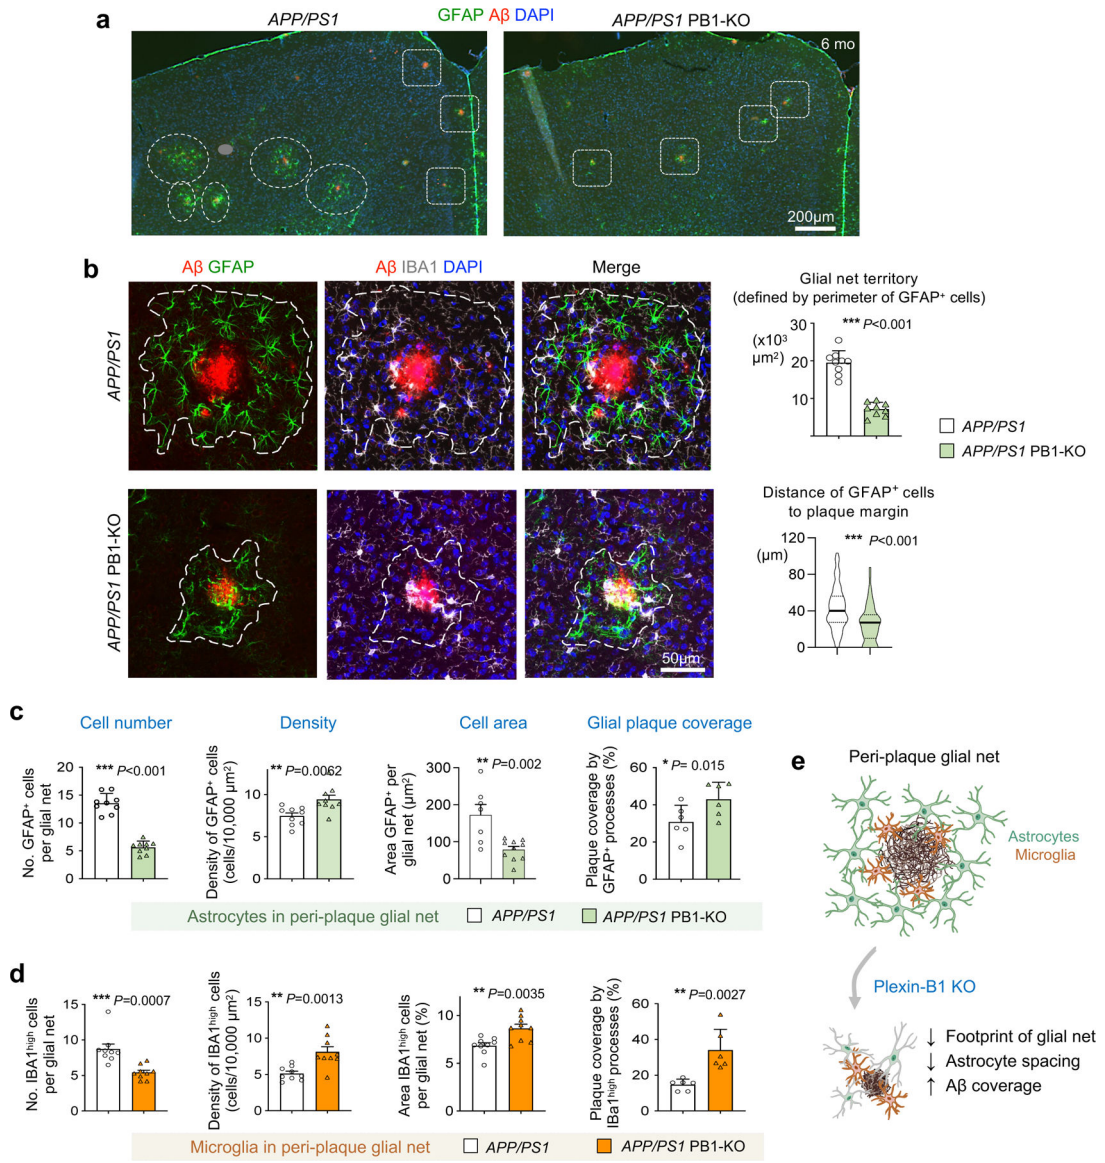 a
APP/PS1
GFAP Aβ DAPI
APP/PS1 PB1-KO
6 mo
200μm
b
Aβ GFAP
Aβ IBA1 DAPI
Merge
APP/PS1
APP/PS1 PB1-KO
50μm
Glial net territory
(defined by perimeter of GFAP⁺ cells)
*** P<0.001
(x10³
μm²)
30
20
10
APP/PS1
APP/PS1 PB1-KO
Distance of GFAP⁺ cells
to plaque margin
*** P<0.001
(μm)
120
80
40
0
c
Cell number
No. GFAP⁺ cells
per glial net
*** P<0.001
20
15
10
5
0
Density
Density of GFAP⁺ cells
(cells/10,000 μm²)
** P=0.0062
15
10
5
0
Cell area
Area GFAP⁺ per
glial net (μm²)
** P=0.002
300
200
100
0
Glial plaque coverage
Plaque coverage by
GFAP⁺ processes (%)
* P= 0.015
60
40
20
0
Astrocytes in peri-plaque glial net
APP/PS1
APP/PS1 PB1-KO
d
No. IBA1ʰⁱᵍʰ cells
per glial net
*** P=0.0007
15
10
5
0
Density of IBA1ʰⁱᵍʰ cells
(cells/10,000 μm²)
** P=0.0013
15
10
5
0
Area IBA1ʰⁱᵍʰ cells
per glial net (%)
** P=0.0035
15
10
5
0
Plaque coverage by
IBa1ʰⁱᵍʰ processes (%)
** P=0.0027
60
40
20
0
Microglia in peri-plaque glial net
APP/PS1
APP/PS1 PB1-KO
e
Peri-plaque glial net
Astrocytes
Microglia
Plexin-B1 KO
↓ Footprint of glial net
↓ Astrocyte spacing
↑ Aβ coverage